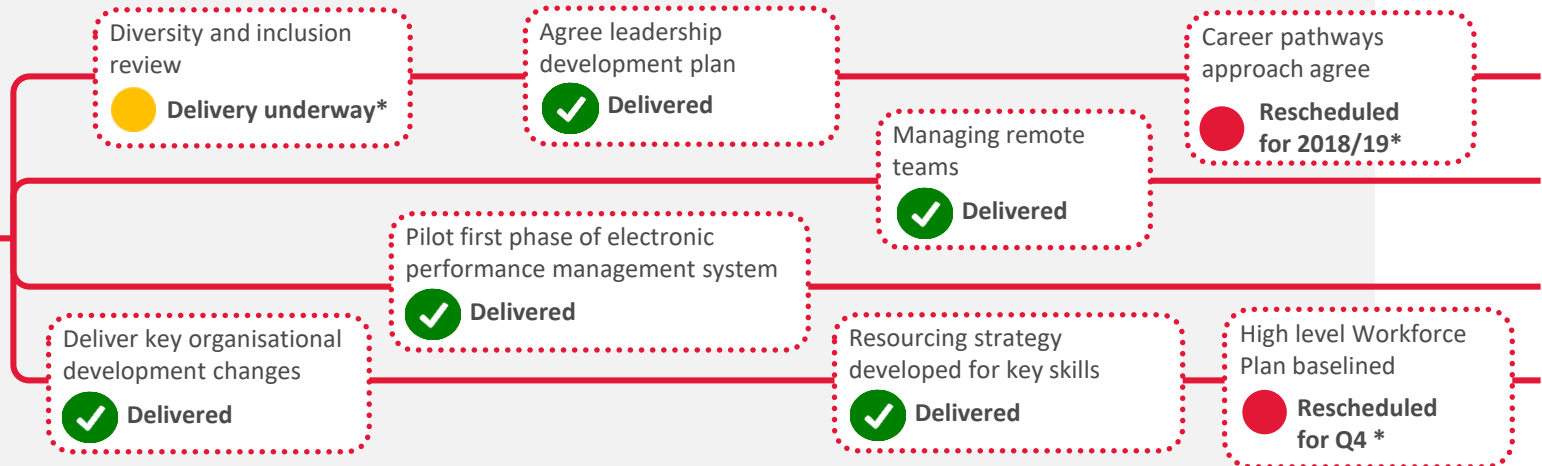 Diversity and inclusion
review
Delivery underway*
Agree leadership
development plan
Delivered
Career pathways
approach agree
Rescheduled
for 2018/19*
Managing remote
teams
Delivered
Pilot first phase of electronic
performance management system
Delivered
Deliver key organisational
development changes
Delivered
Resourcing strategy
developed for key skills
Delivered
High level Workforce
Plan baselined
Rescheduled
for Q4 *